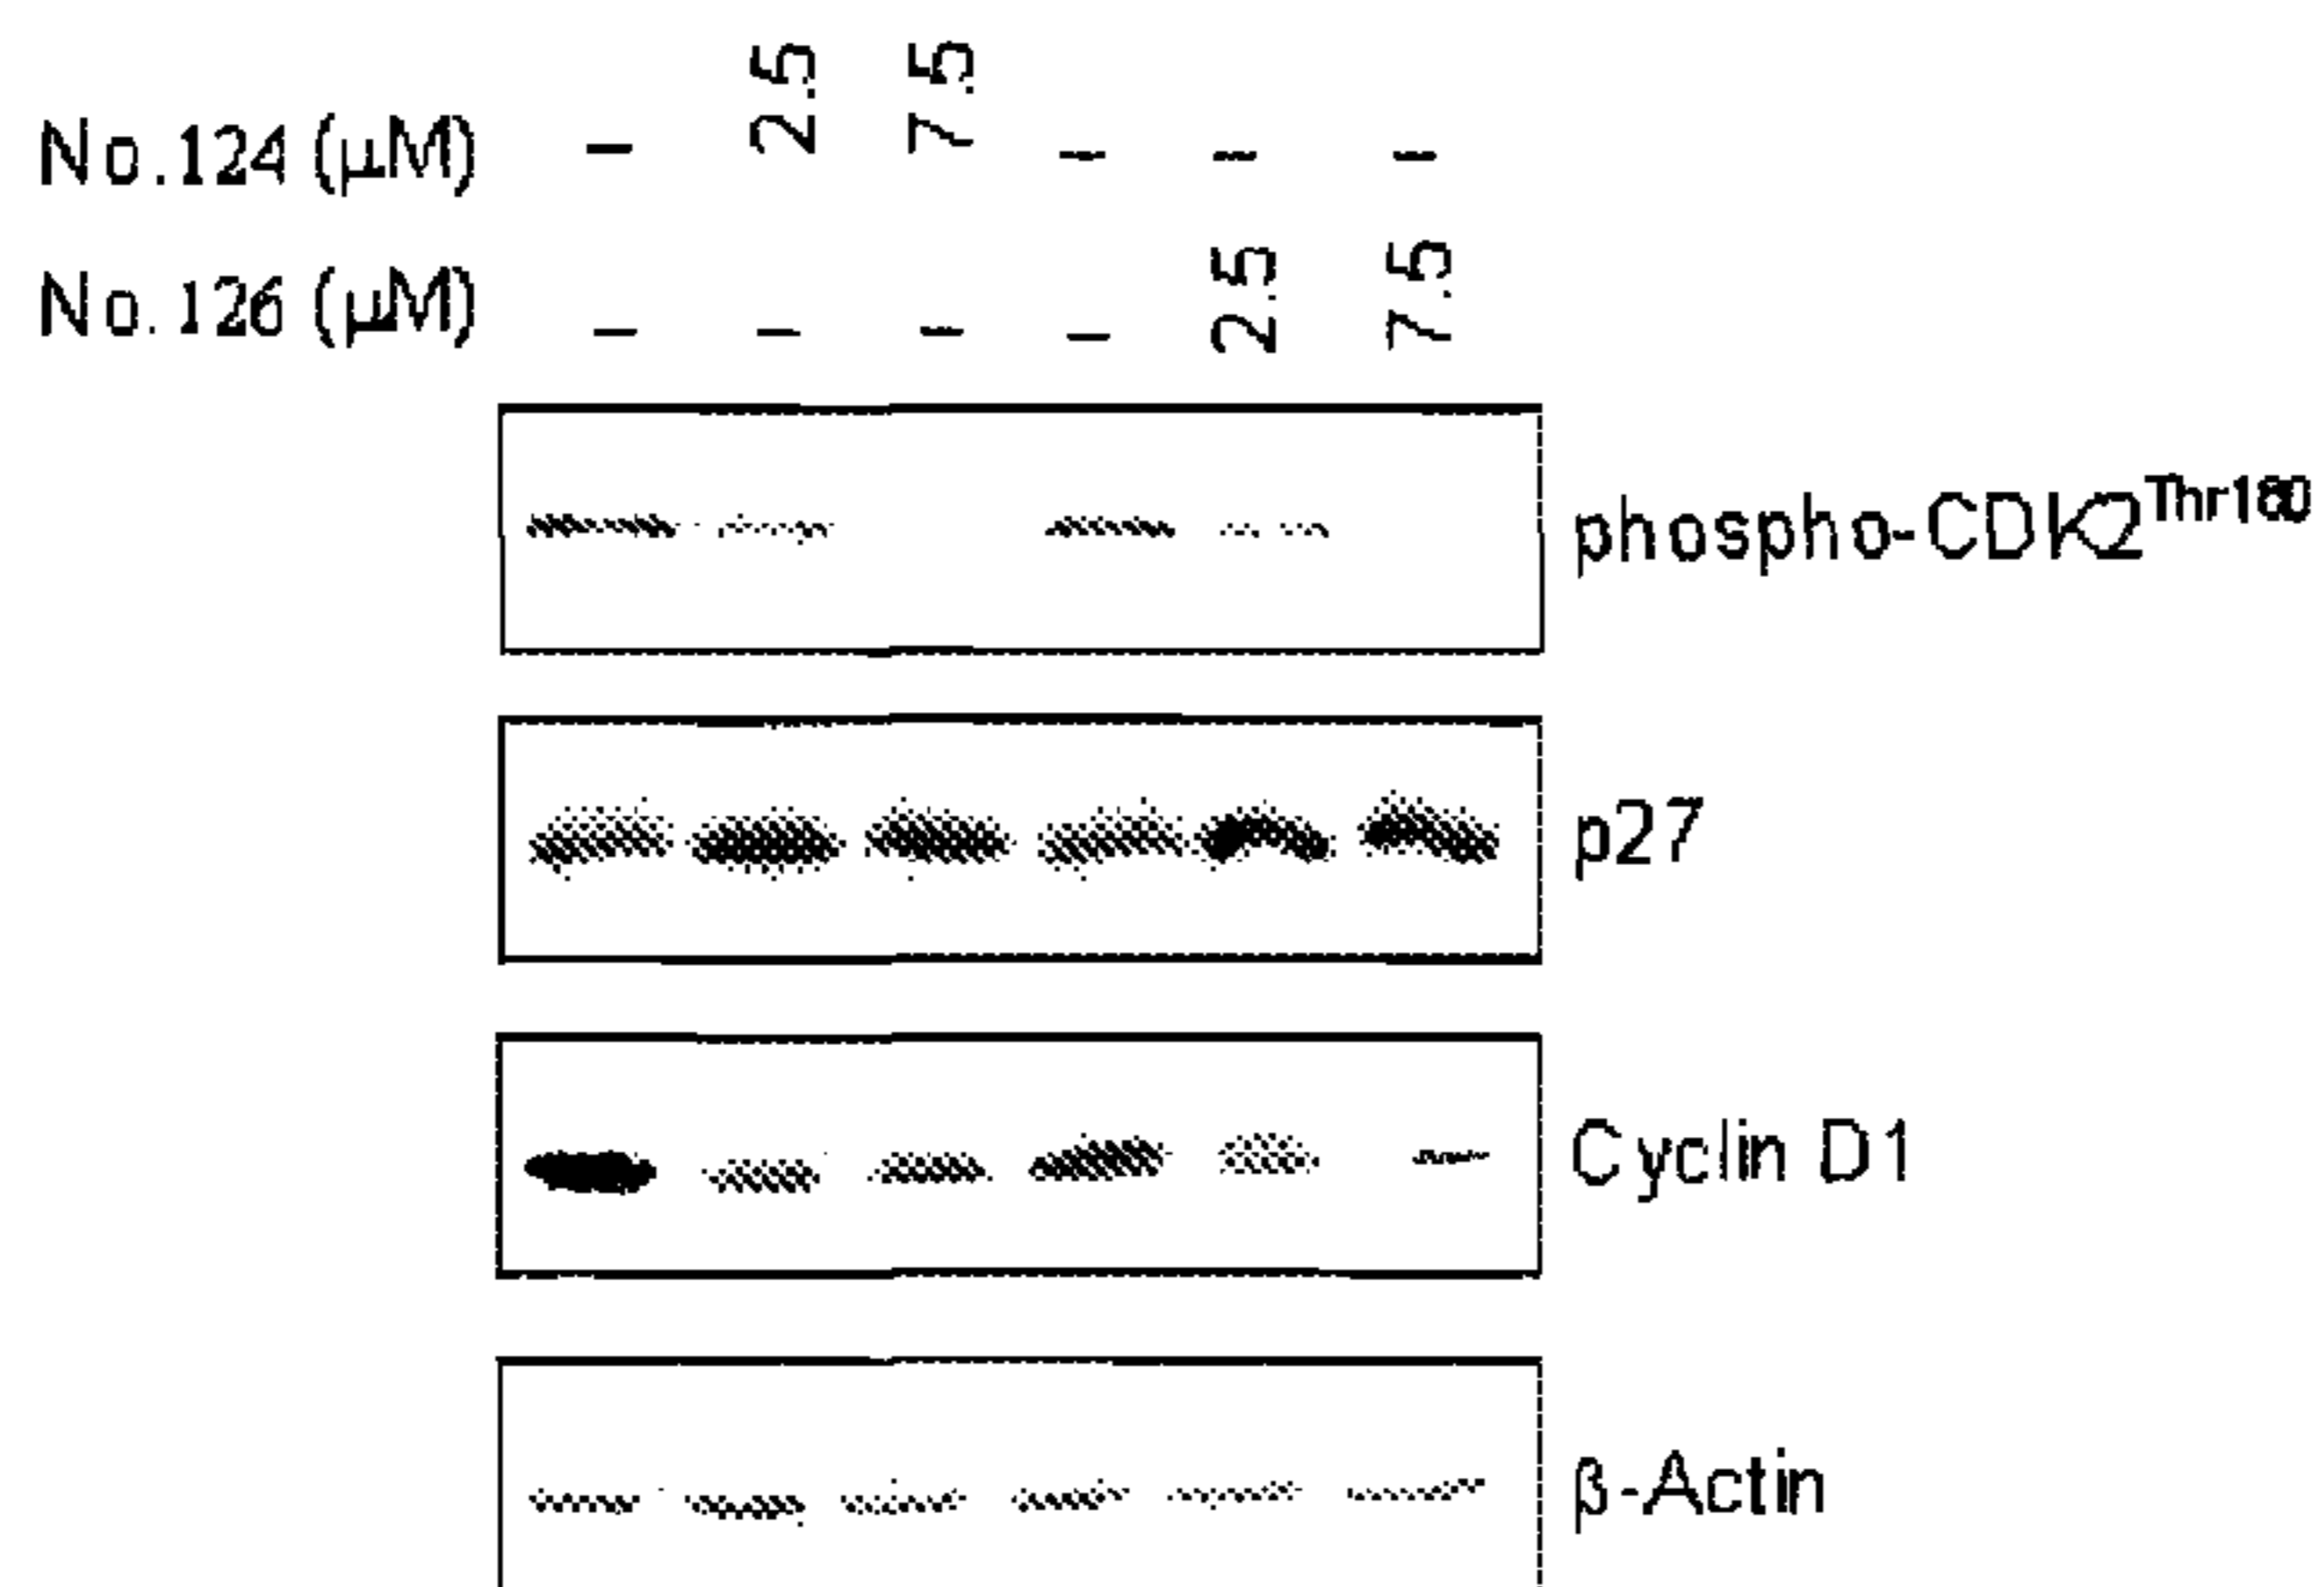 No.124 (μM) – 2.5 7.5 – – –
No.126 (μM) – – – – 2.5 7.5
phospho-CDK2
p27
Cyclin D1
β-Actin